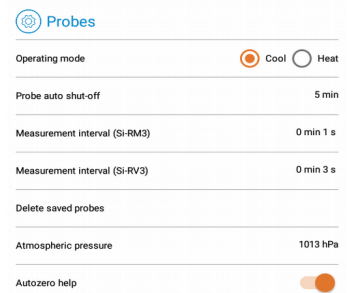 Probes
Operating mode Cool Heat
Probe auto shut-off 5 min
Measurement interval (Si-RM3) 0 min 1 s
Measurement interval (Si-RV3) 0 min 3 s
Delete saved probes
Atmospheric pressure 1013 hPa
Autozero help